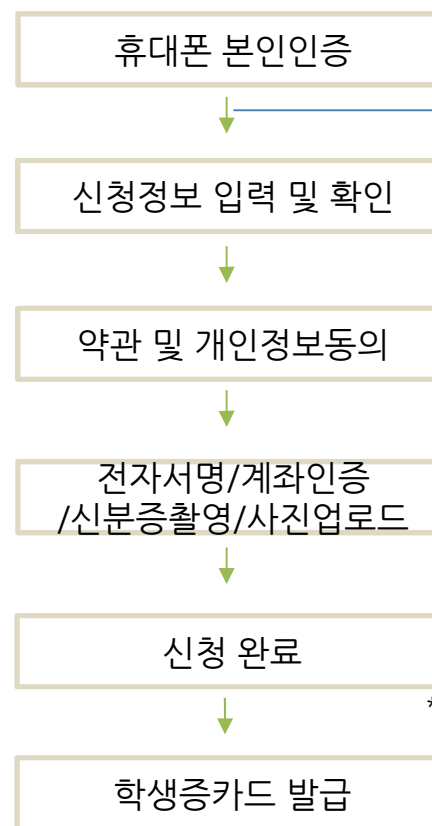 휴대폰 본인인증
신청정보 입력 및 확인
약관 및 개인정보동의
전자서명/계좌인증
/신분증촬영/사진업로드
신청 완료
*
학생증카드 발급